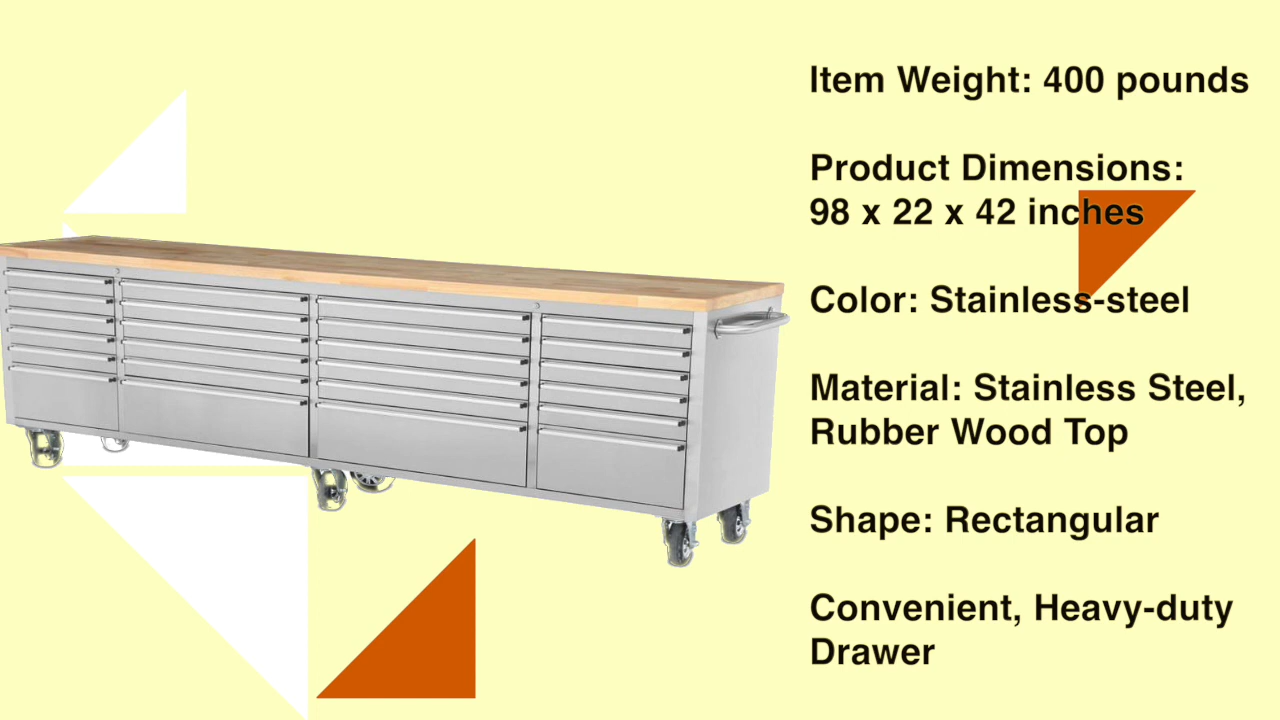 Item Weight: 400 pounds
Product Dimensions:
98 x 22 x 42 inches
Color: Stainless-steel
Material: Stainless Steel,
Rubber Wood Top
Shape: Rectangular
Convenient, Heavy-duty
Drawer